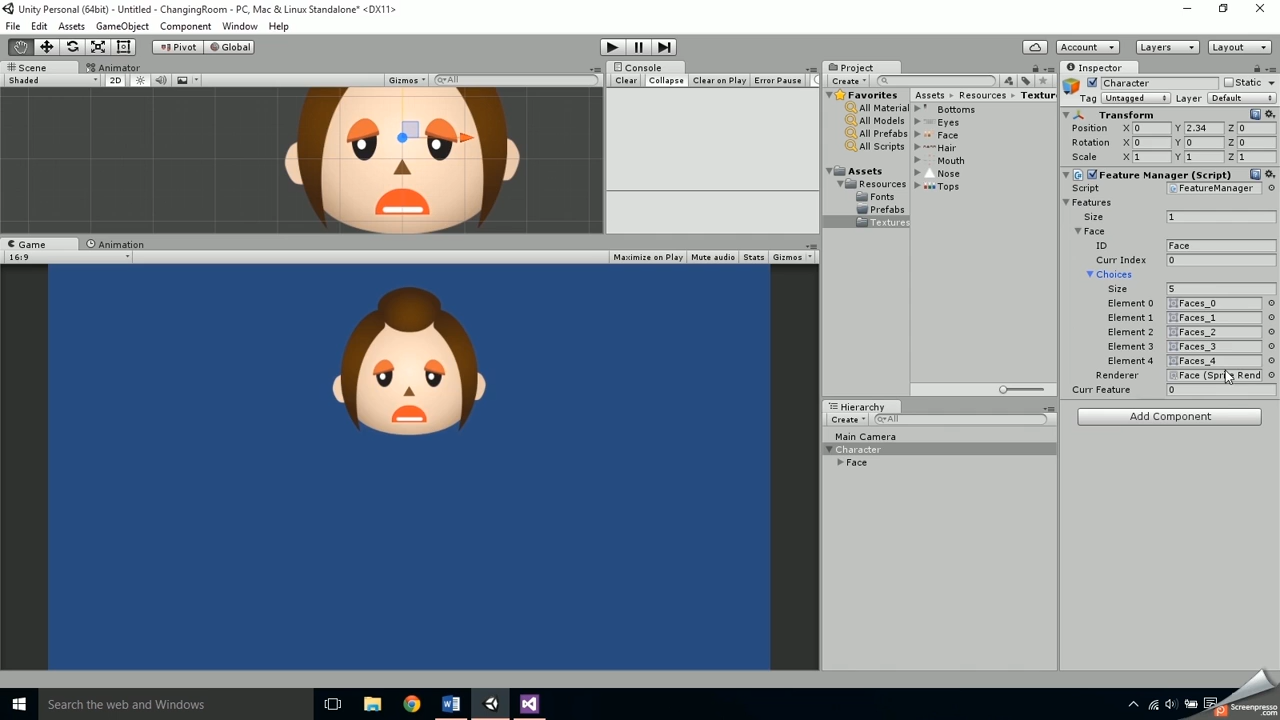 Unity Personal (64bit) - Untitled - ChangingRoom - PC, Mac & Linux Standalone* <DX11>
File Edit Assets GameObject Component Window Help
Pivot Global Account Layers Layout
Scene Animator
Shaded 2D Gizmos All
Console
Clear Collapse Clear on Play Error Pause
Project
Create
Favorites
All Material
All Models
All Prefabs
All Scripts
Assets
Resources
Fonts
Prefabs
Textures
Assets Resources Textur
Bottoms
Eyes
Face
Hair
Mouth
Nose
Tops
Inspector
Character Static
Tag Untagged Layer Default
Transform
Position X 0 Y 2.34 Z 0
Rotation X 0 Y 0 Z 0
Scale X 1 Y 1 Z 1
Feature Manager (Script)
Script FeatureManager
Features
Size 1
Face
ID Face
Curr Index 0
Choices
Size 5
Element 0 Faces_0
Element 1 Faces_1
Element 2 Faces_2
Element 3 Faces_3
Element 4 Faces_4
Renderer Face (Sprite Rend
Curr Feature 0
Add Component
Game Animation
16:9 Maximize on Play Mute audio Stats Gizmos
Hierarchy
Create All
Main Camera
Character
Face
Search the web and Windows
Screenpresso
.com